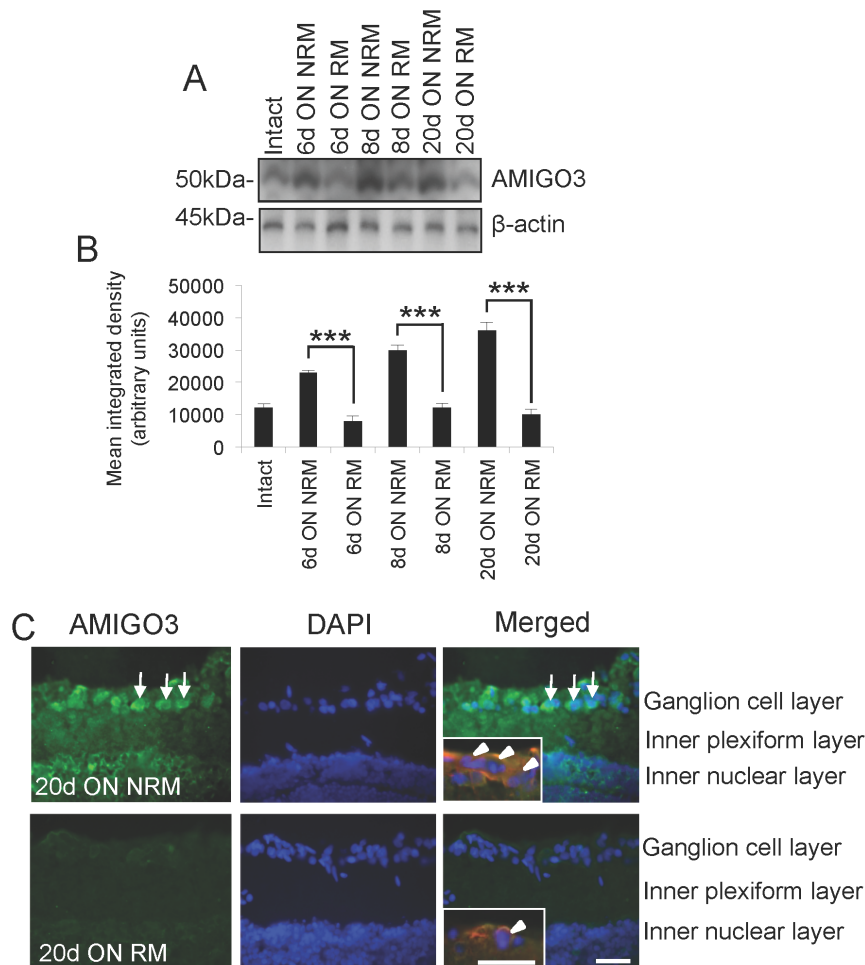 A
Intact
6d ON NRM
6d ON RM
8d ON NRM
8d ON RM
20d ON NRM
20d ON RM
50kDa-
AMIGO3
45kDa-
β-actin
B
Mean integrated density
(arbitrary units)
50000
40000
30000
20000
10000
0
***
***
***
Intact
6d ON NRM
6d ON RM
8d ON NRM
8d ON RM
20d ON NRM
20d ON RM
C
AMIGO3
DAPI
Merged
20d ON NRM
Ganglion cell layer
Inner plexiform layer
Inner nuclear layer
20d ON RM
Ganglion cell layer
Inner plexiform layer
Inner nuclear layer